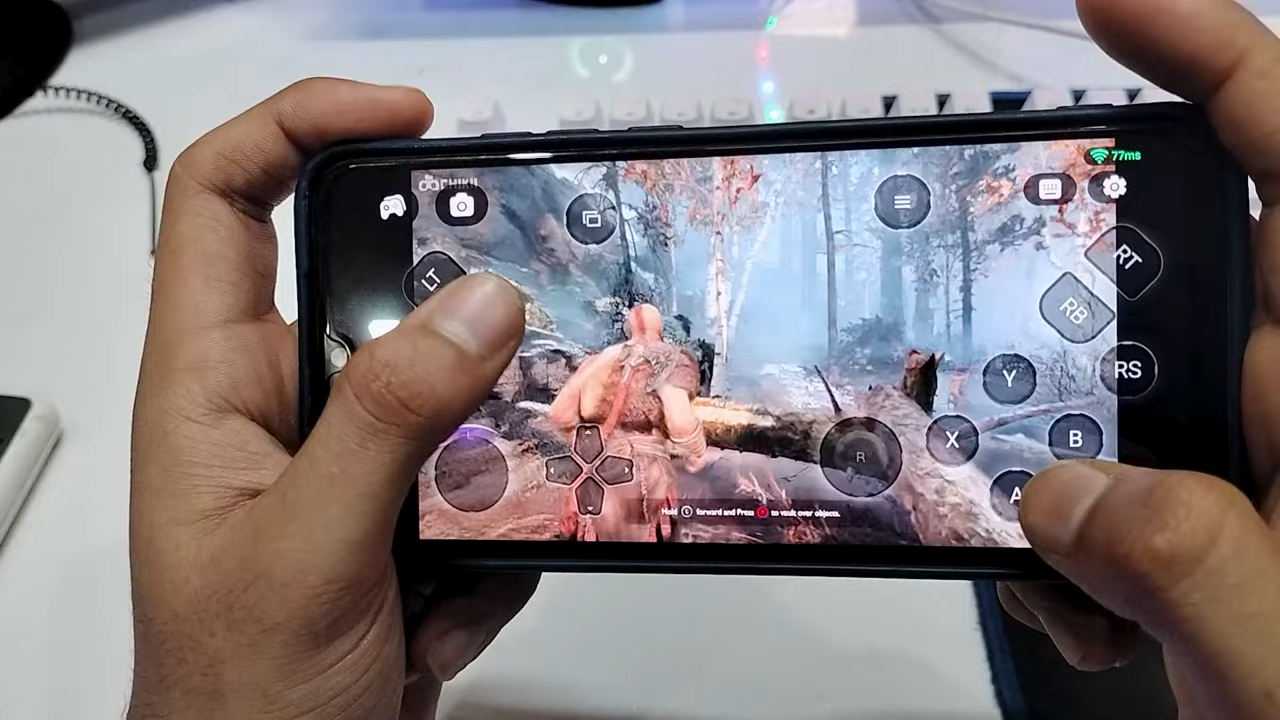 77ms
LT
RT
RB
Y
RS
X
B
R
A
L
Hold L forward and Press to vault over objects.